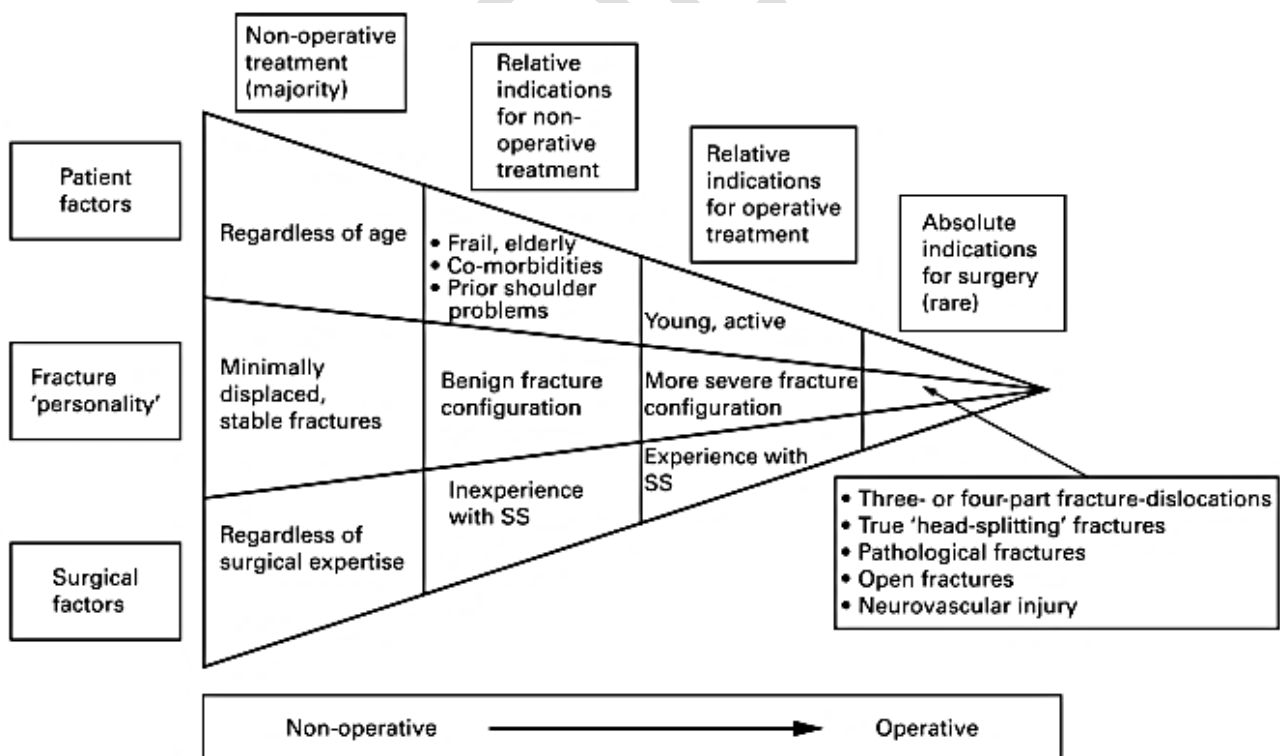 Non-operative
treatment
(majority)
Relative
indications
for non-
operative
treatment
Relative
indications
for operative
treatment
Absolute
indications
for surgery
(rare)
Patient
factors
Regardless of age
• Frail, elderly
• Co-morbidities
• Prior shoulder
problems
Young, active
Fracture
'personality'
Minimally
displaced,
stable fractures
Benign fracture
configuration
More severe fracture
configuration
Surgical
factors
Regardless of
surgical expertise
Inexperience
with SS
Experience with
SS
• Three- or four-part fracture-dislocations
• True 'head-splitting' fractures
• Pathological fractures
• Open fractures
• Neurovascular injury
Non-operative
Operative